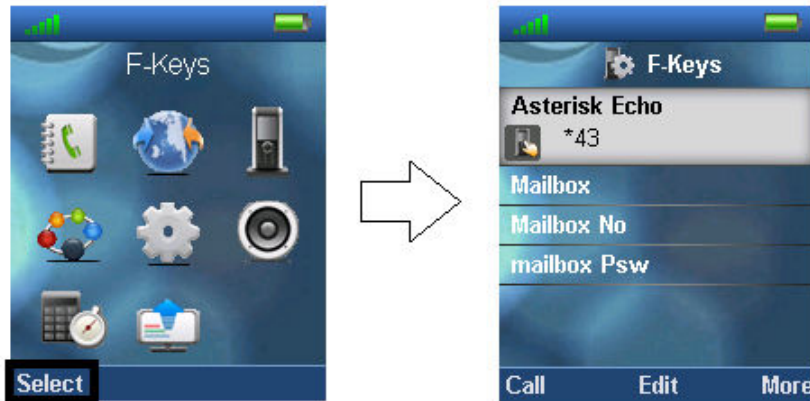 F-Keys
Select
F-Keys
Asterisk Echo
*43
Mailbox
Mailbox No
mailbox Psw
Call Edit More